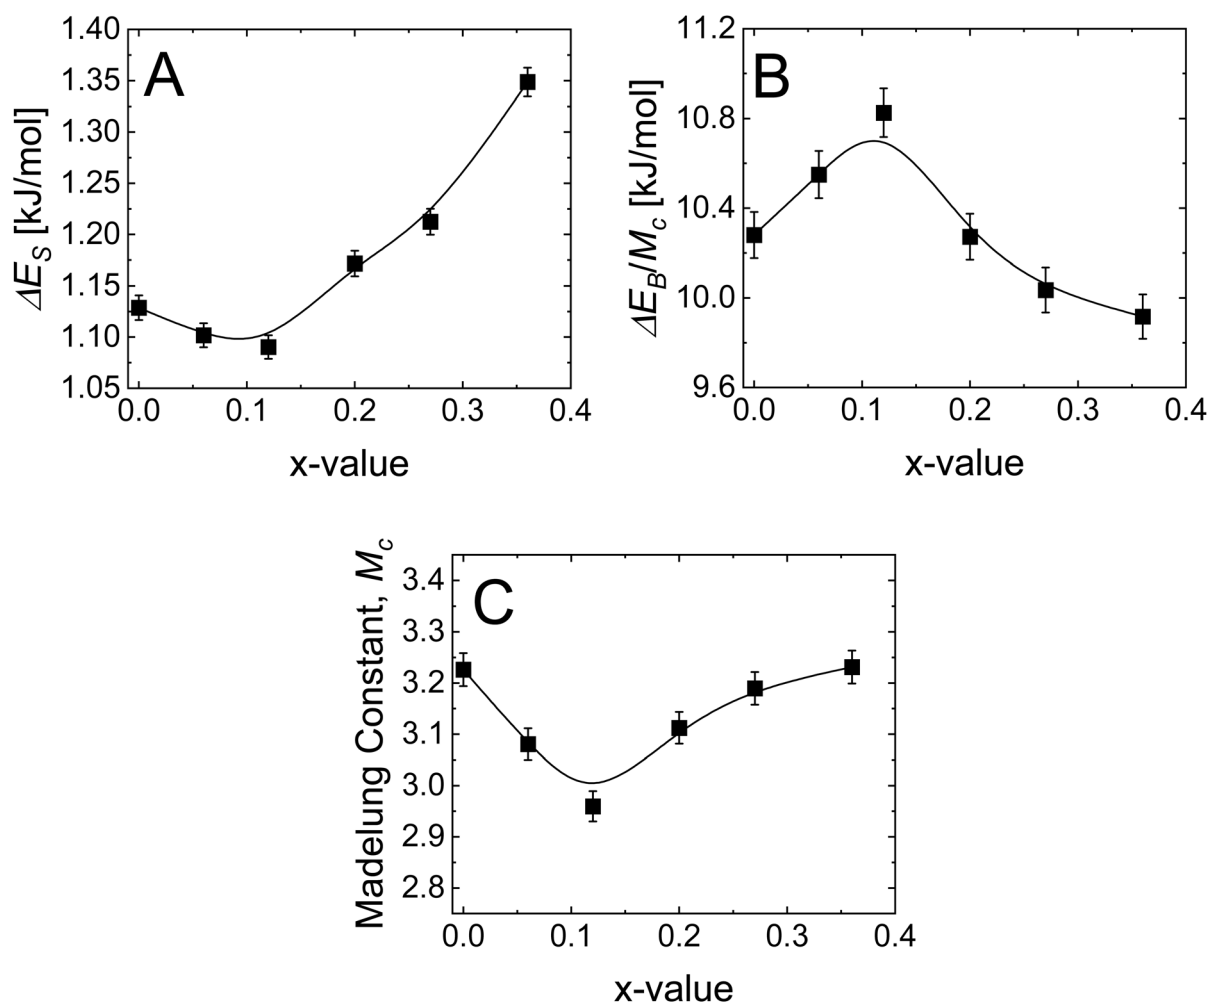 A
ΔE_S [kJ/mol]
1.40
1.35
1.30
1.25
1.20
1.15
1.10
1.05
0.0 0.1 0.2 0.3 0.4
x-value
B
ΔE_B/M_c [kJ/mol]
11.2
10.8
10.4
10.0
9.6
0.0 0.1 0.2 0.3 0.4
x-value
C
Madelung Constant, M_c
3.4
3.3
3.2
3.1
3.0
2.9
2.8
0.0 0.1 0.2 0.3 0.4
x-value